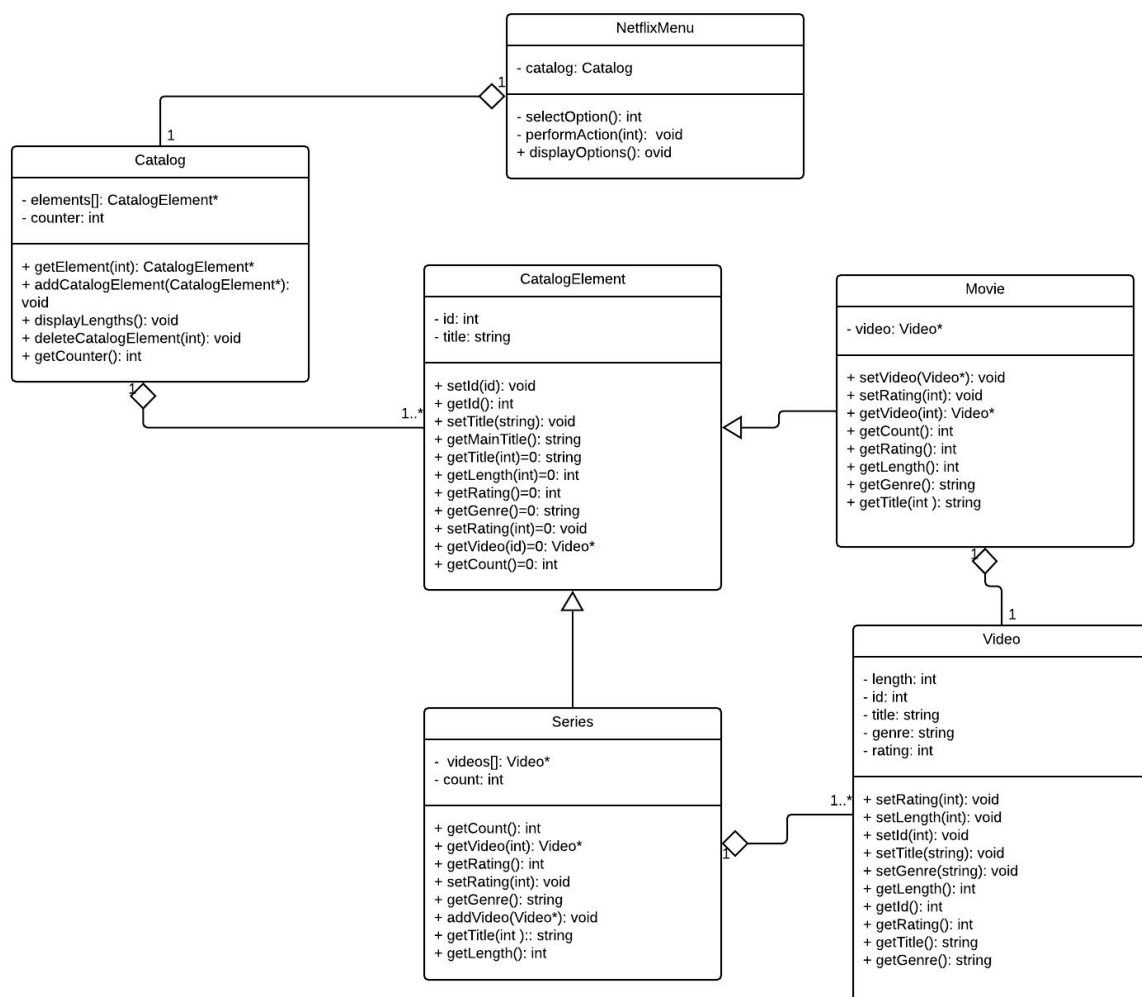 NetflixMenu
- catalog: Catalog
- selectOption(): int
- performAction(int):  void
+ displayOptions(): ovid
1
1
Catalog
- elements[]: CatalogElement*
- counter: int
+ getElement(int): CatalogElement*
+ addCatalogElement(CatalogElement*):
void
+ displayLengths(): void
+ deleteCatalogElement(int): void
+ getCounter(): int
1
1..*
CatalogElement
- id: int
- title: string
+ setId(id): void
+ getId(): int
+ setTitle(string): void
+ getMainTitle(): string
+ getTitle(int)=0: string
+ getLength(int)=0: int
+ getRating()=0: int
+ getGenre()=0: string
+ setRating(int)=0: void
+ getVideo(id)=0: Video*
+ getCount()=0: int
Movie
- video: Video*
+ setVideo(Video*): void
+ setRating(int): void
+ getVideo(int): Video*
+ getCount(): int
+ getRating(): int
+ getLength(): int
+ getGenre(): string
+ getTitle(int ): string
1
1
Series
-  videos[]: Video*
- count: int
+ getCount(): int
+ getVideo(int): Video*
+ getRating(): int
+ setRating(int): void
+ getGenre(): string
+ addVideo(Video*): void
+ getTitle(int ):: string
+ getLength(): int
1
1..*
Video
- length: int
- id: int
- title: string
- genre: string
- rating: int
+ setRating(int): void
+ setLength(int): void
+ setId(int): void
+ setTitle(string): void
+ setGenre(string): void
+ getLength(): int
+ getId(): int
+ getRating(): int
+ getTitle(): string
+ getGenre(): string